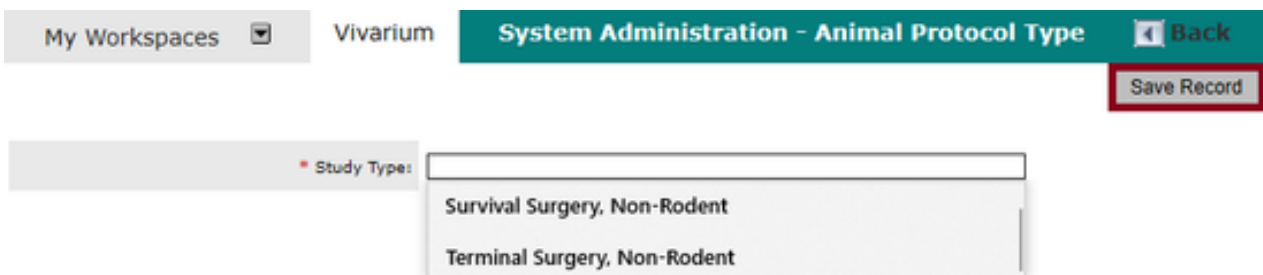 My Workspaces Vivarium System Administration - Animal Protocol Type Back
Save Record
* Study Type:
Survival Surgery, Non-Rodent
Terminal Surgery, Non-Rodent